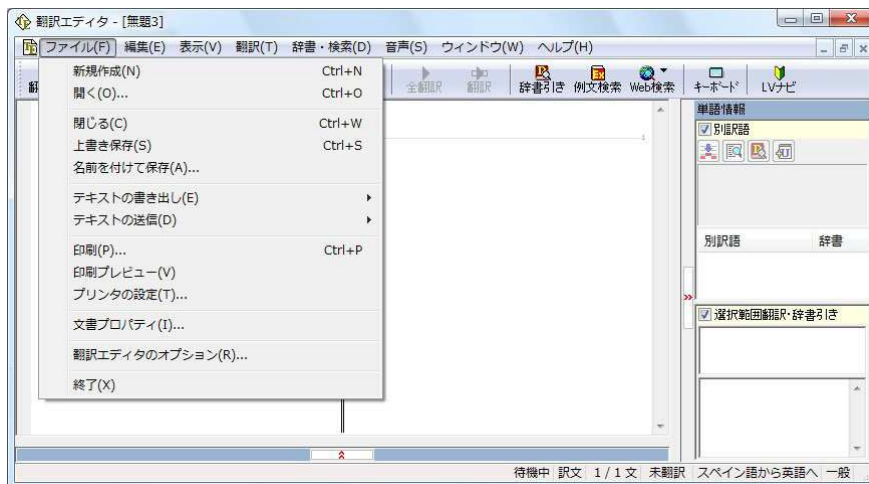 翻訳エディタ - [無題3]
ファイル(F) 編集(E) 表示(V) 翻訳(T) 辞書・検索(D) 音声(S) ウィンドウ(W) ヘルプ(H)
全翻訳 翻訳 辞書引き 例文検索 Web検索 キーボード LVナビ
新規作成(N) Ctrl+N
開く(O)... Ctrl+O
閉じる(C) Ctrl+W
上書き保存(S) Ctrl+S
名前を付けて保存(A)...
テキストの書き出し(E)
テキストの送信(D)
印刷(P)... Ctrl+P
印刷プレビュー(V)
プリンタの設定(T)...
文書プロパティ(I)...
翻訳エディタのオプション(R)...
終了(X)
単語情報
別訳語
別訳語 辞書
選択範囲翻訳・辞書引き
待機中 訳文 1 / 1 文 未翻訳 スペイン語から英語へ 一般